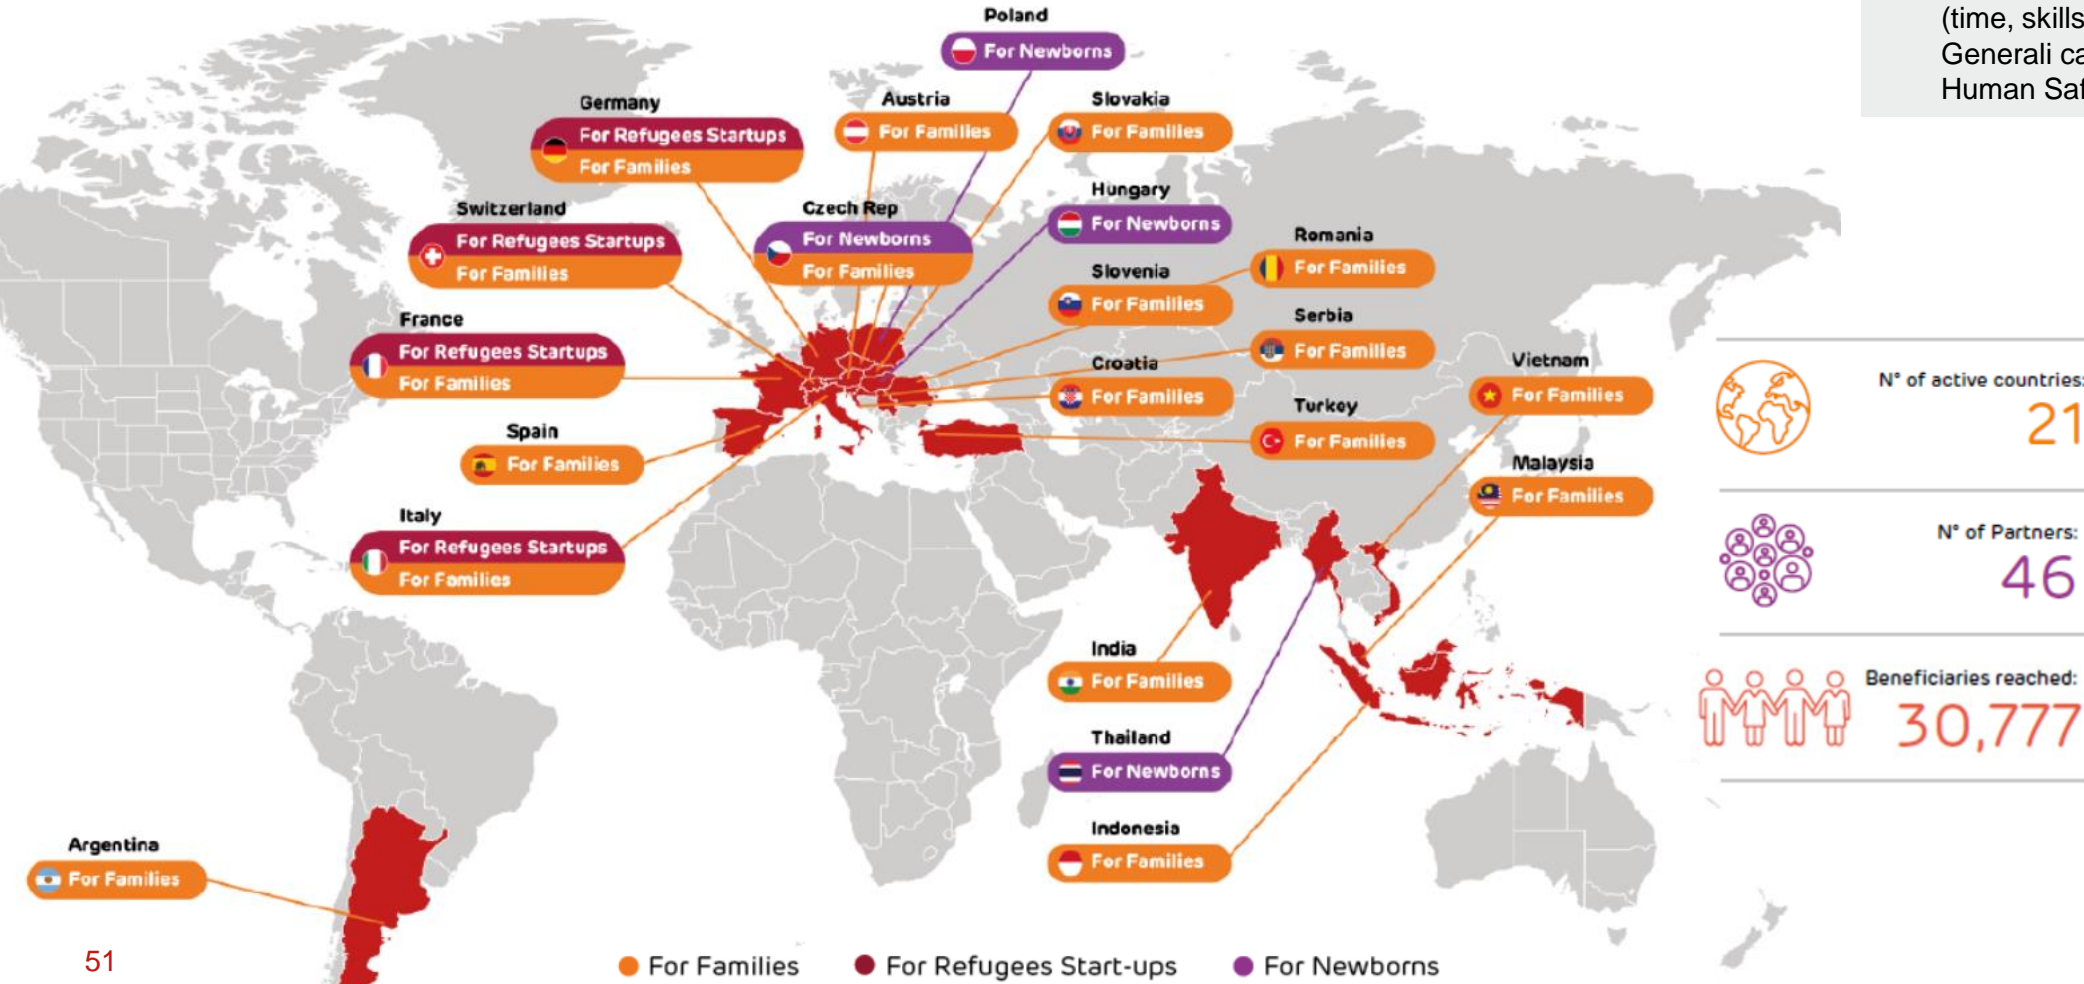 (time, skills
Generali ca
Human Saf
Poland
For Newborns
Germany
For Refugees Startups
For Families
Austria
For Families
Slovakia
For Families
Switzerland
For Refugees Startups
For Families
Czech Rep
For Newborns
For Families
Hungary
For Newborns
Romania
For Families
Slovenia
For Families
France
For Refugees Startups
For Families
Serbia
For Families
Croatia
For Families
Vietnam
For Families
Spain
For Families
Turkey
For Families
Malaysia
For Families
Italy
For Refugees Startups
For Families
India
For Families
Thailand
For Newborns
Indonesia
For Families
Argentina
For Families
N° of active countries:
21
N° of Partners:
46
Beneficiaries reached:
30,777
51
For Families
For Refugees Start-ups
For Newborns